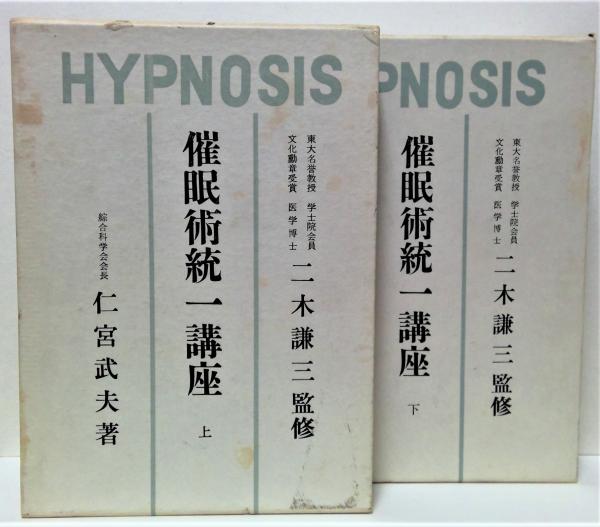 HYPNOSIS
東大名誉教授 学士院会員
文化勳章受賞 医学博士
二木謙三監修
催眠術統一講座
上
綜合科学会会長
仁宮武夫著
PNOSIS
東大名誉教授 学士院会員
文化勳章受賞 医学博士
二木謙三監修
催眠術統一講座
下